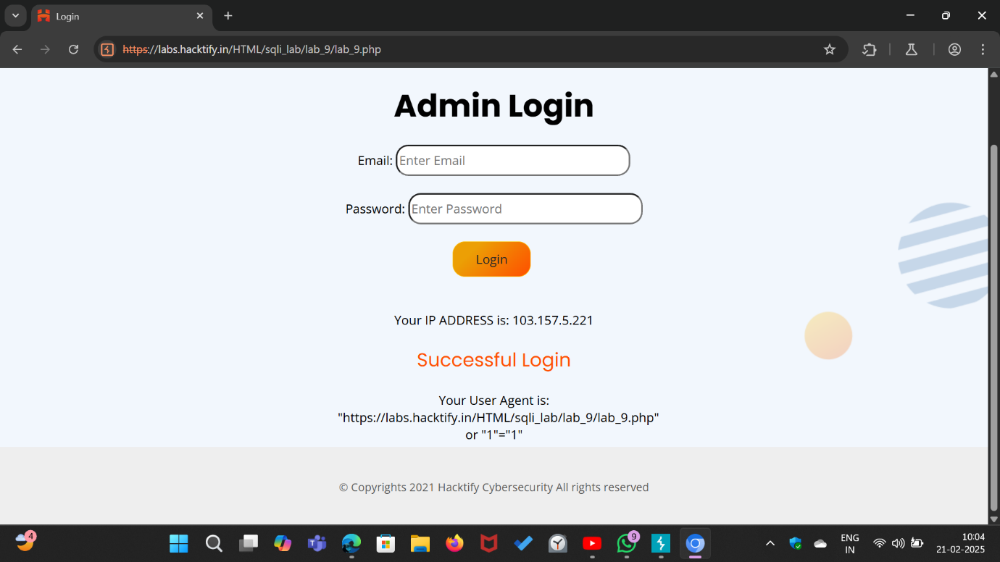 Login
https://labs.hacktify.in/HTML/sqli_lab/lab_9/lab_9.php
Admin Login
Email: Enter Email
Password: Enter Password
Login
Your IP ADDRESS is: 103.157.5.221
Successful Login
Your User Agent is:
"https://labs.hacktify.in/HTML/sqli_lab/lab_9/lab_9.php"
or "1"="1"
© Copyrights 2021 Hacktify Cybersecurity All rights reserved
4
9
ENG
IN
10:04
21-02-2025